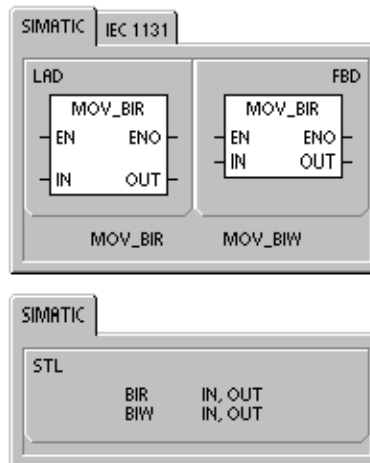 SIMATIC IEC 1131
LAD FBD
MOV_BIR MOV_BIR
EN ENO EN ENO
IN OUT IN OUT
MOV_BIR MOV_BIW
SIMATIC
STL
BIR IN, OUT
BIW IN, OUT